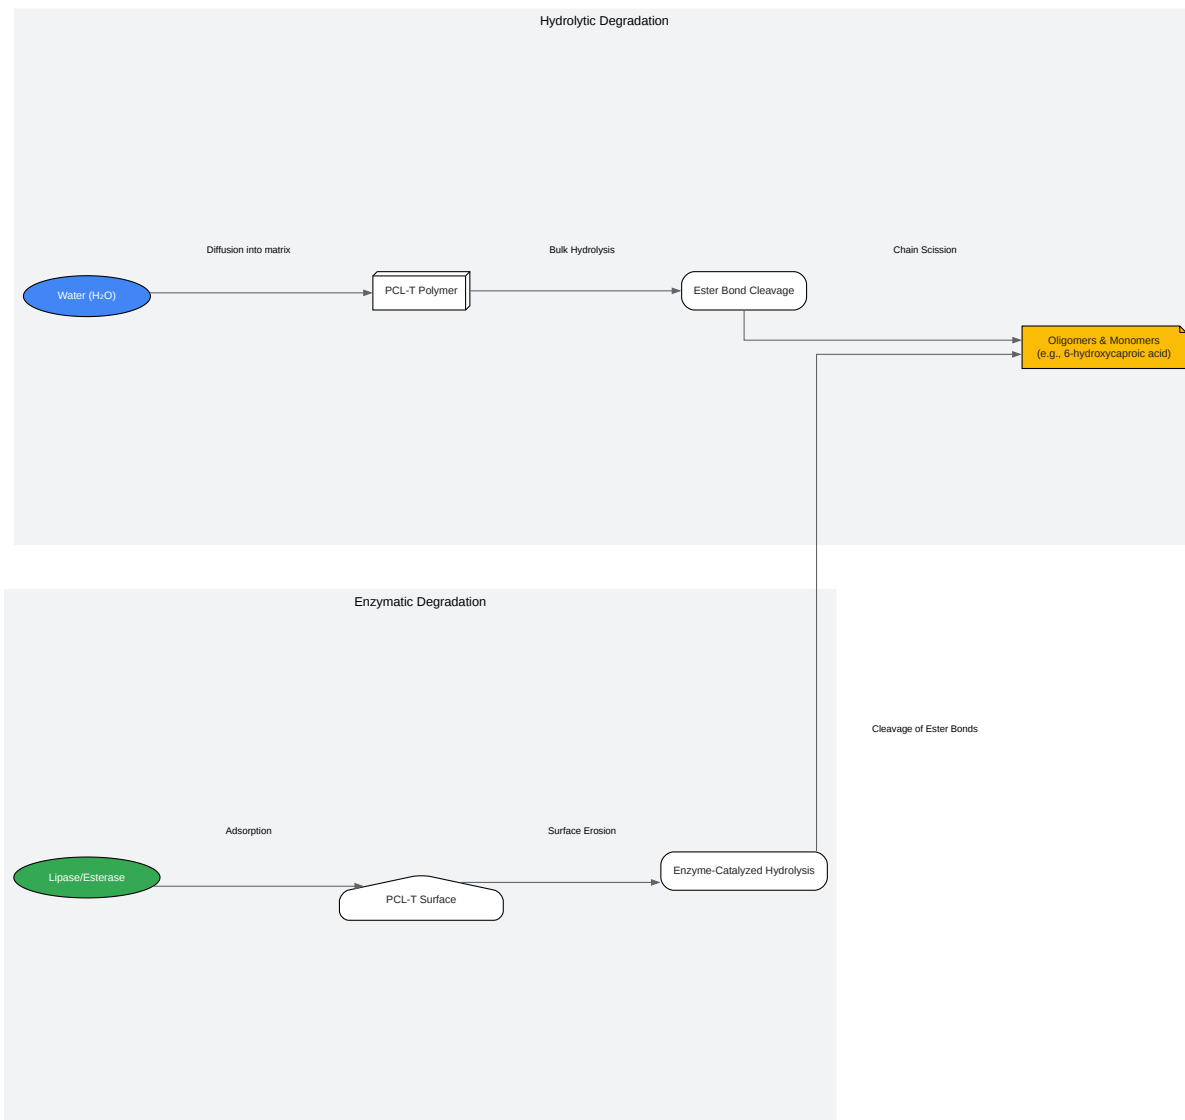 Hydrolytic Degradation
Diffusion into matrix
Bulk Hydrolysis
Chain Scission
Water (H₂O)
PCL-T Polymer
Ester Bond Cleavage
Oligomers & Monomers
(e.g., 6-hydroxycaproic acid)
Enzymatic Degradation
Cleavage of Ester Bonds
Adsorption
Surface Erosion
Lipase/Esterase
PCL-T Surface
Enzyme-Catalyzed Hydrolysis